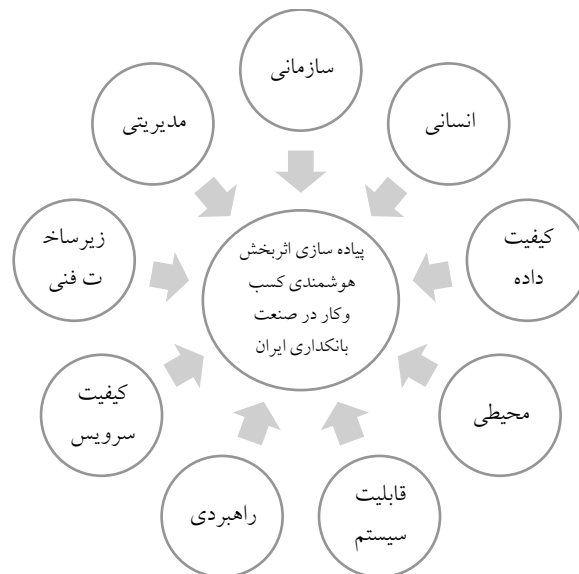 سازمانی
انسانی
کیفیت
داده
محیطی
قابلیت
سیستم
راهبردی
کیفیت
سرویس
زیرساخ
ت فنی
مدیریتی
پیاده سازی اثربخش
هوشمندی کسب
وکار در صنعت
بانکداری ایران